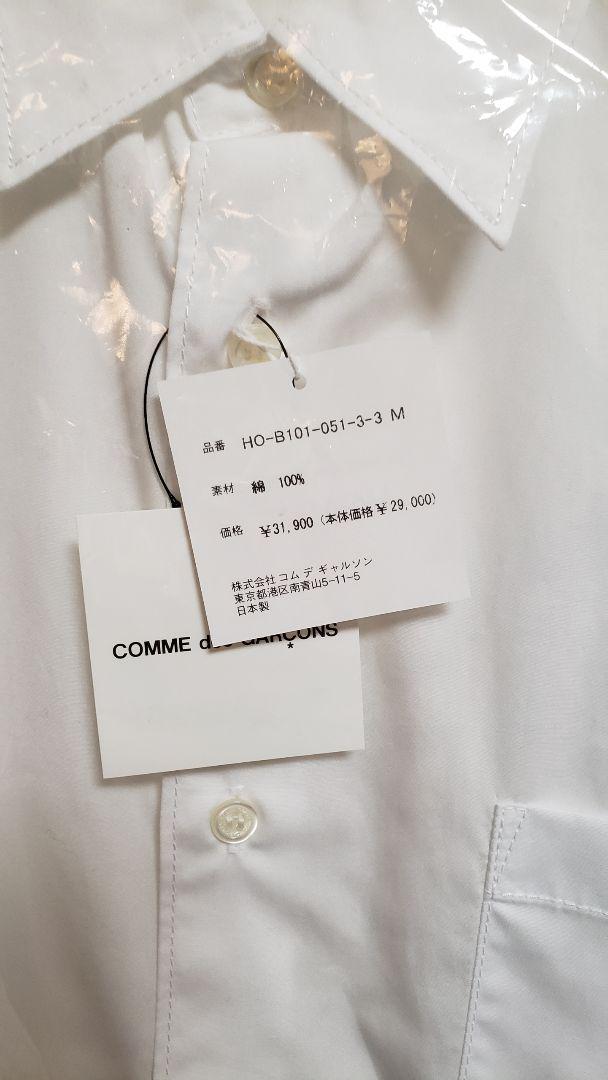 品番 HO-B101-051-3-3 M
素材 綿 100%
価格 ¥31,900 (本体価格¥29,000)
株式会社 コム デ ギャルソン
東京都港区南青山5-11-5
日本製
COMME des GARÇONS
*